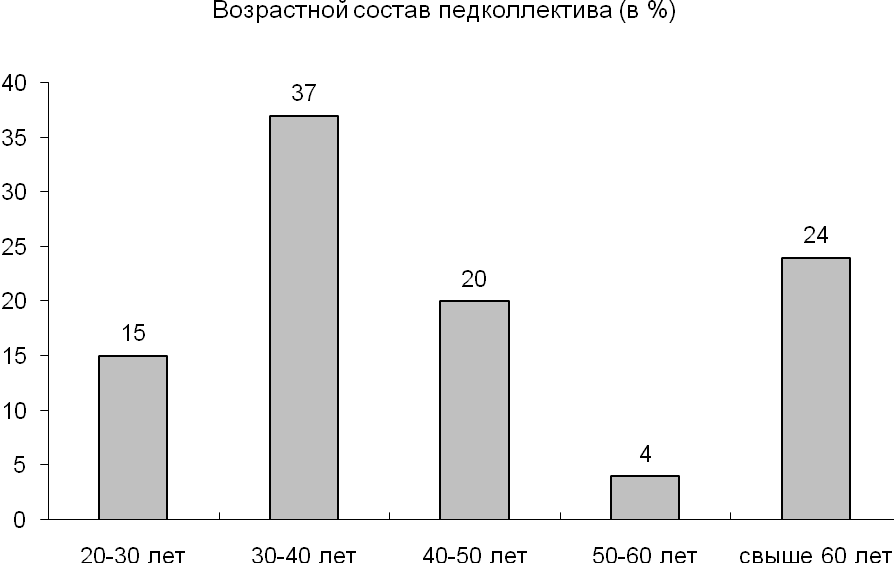 Возрастной состав педколлектива (в %)
40
35
30
25
20
15
10
5
0
15
37
20
4
24
20-30 лет
30-40 лет
40-50 лет
50-60 лет
свыше 60 лет